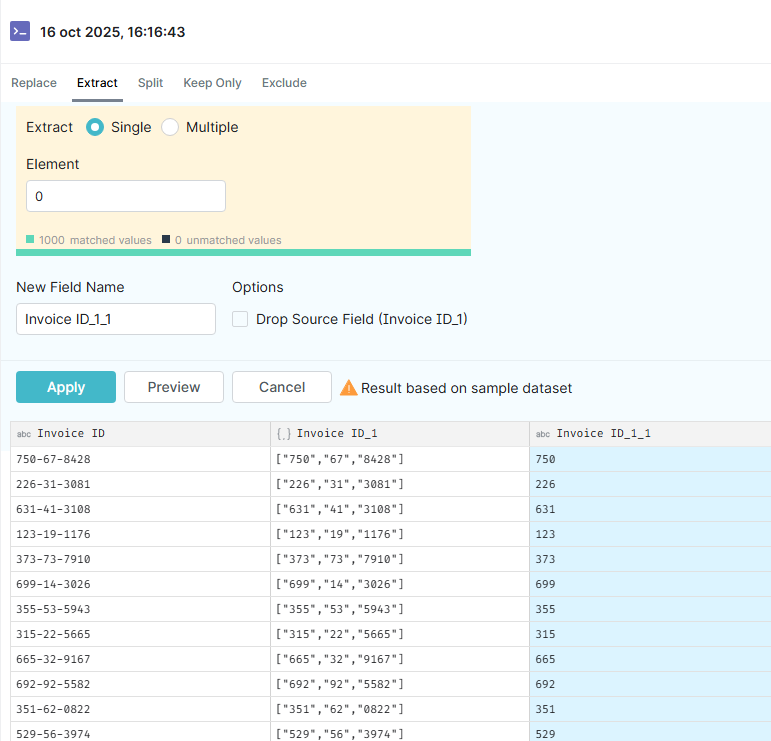 16 oct 2025, 16:16:43
Replace Extract Split Keep Only Exclude
Extract Single Multiple
Element
0
1000 matched values 0 unmatched values
New Field Name Options
Invoice ID_1_1 Drop Source Field (Invoice ID_1)
Apply Preview Cancel Result based on sample dataset
abc Invoice ID {,} Invoice ID_1 abc Invoice ID_1_1
750-67-8428 ["750","67","8428"] 750
226-31-3081 ["226","31","3081"] 226
631-41-3108 ["631","41","3108"] 631
123-19-1176 ["123","19","1176"] 123
373-73-7910 ["373","73","7910"] 373
699-14-3026 ["699","14","3026"] 699
355-53-5943 ["355","53","5943"] 355
315-22-5665 ["315","22","5665"] 315
665-32-9167 ["665","32","9167"] 665
692-92-5582 ["692","92","5582"] 692
351-62-0822 ["351","62","0822"] 351
529-56-3974 ["529","56","3974"] 529